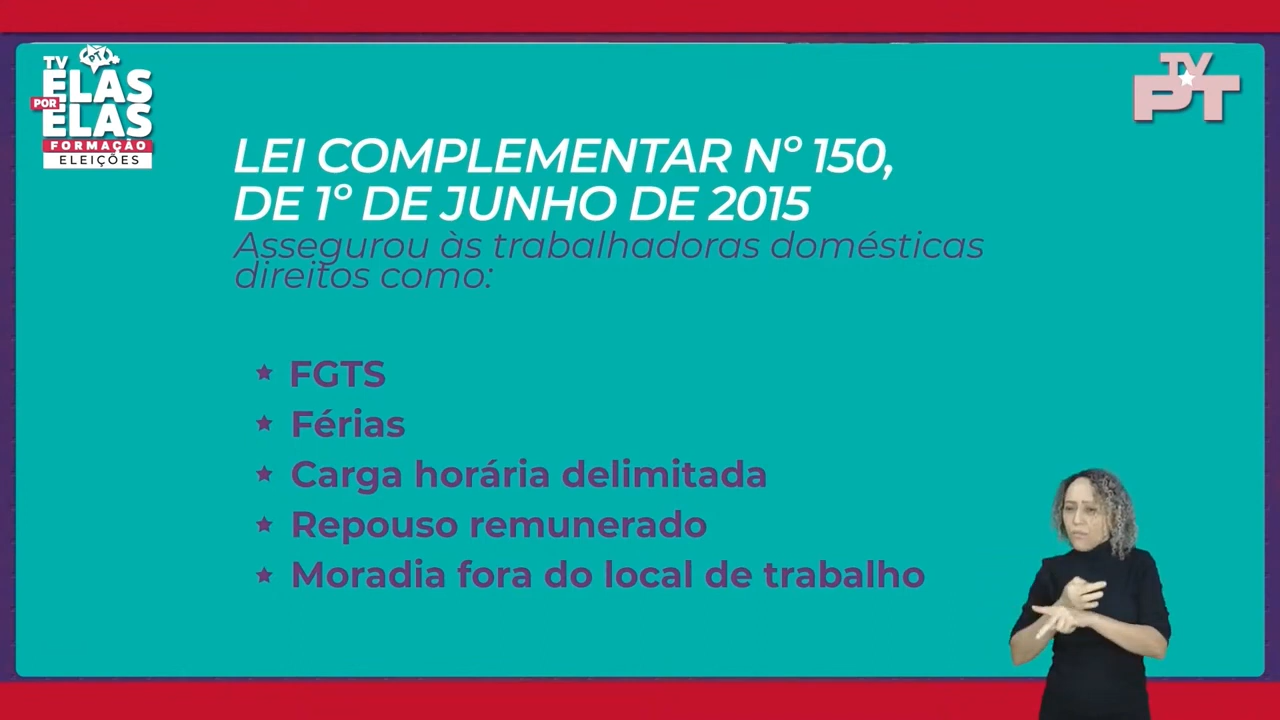 TV
ELAS
POR
ELAS
FORMAÇÃO
ELEIÇÕES
TV
PT
LEI COMPLEMENTAR Nº 150,
DE 1º DE JUNHO DE 2015
Assegurou às trabalhadoras domésticas
direitos como:
FGTS
Férias
Carga horária delimitada
Repouso remunerado
Moradia fora do local de trabalho